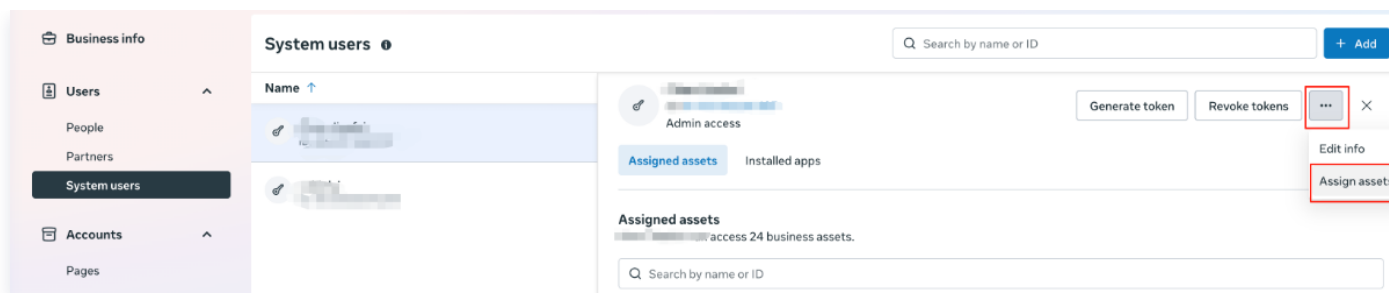 Business info
Users
People
Partners
System users
Accounts
Pages
System users
Search by name or ID
+ Add
Name ↑
Admin access
Generate token
Revoke tokens
...
Edit info
Assign assets
Assigned assets
Installed apps
Assigned assets
access 24 business assets.
Search by name or ID